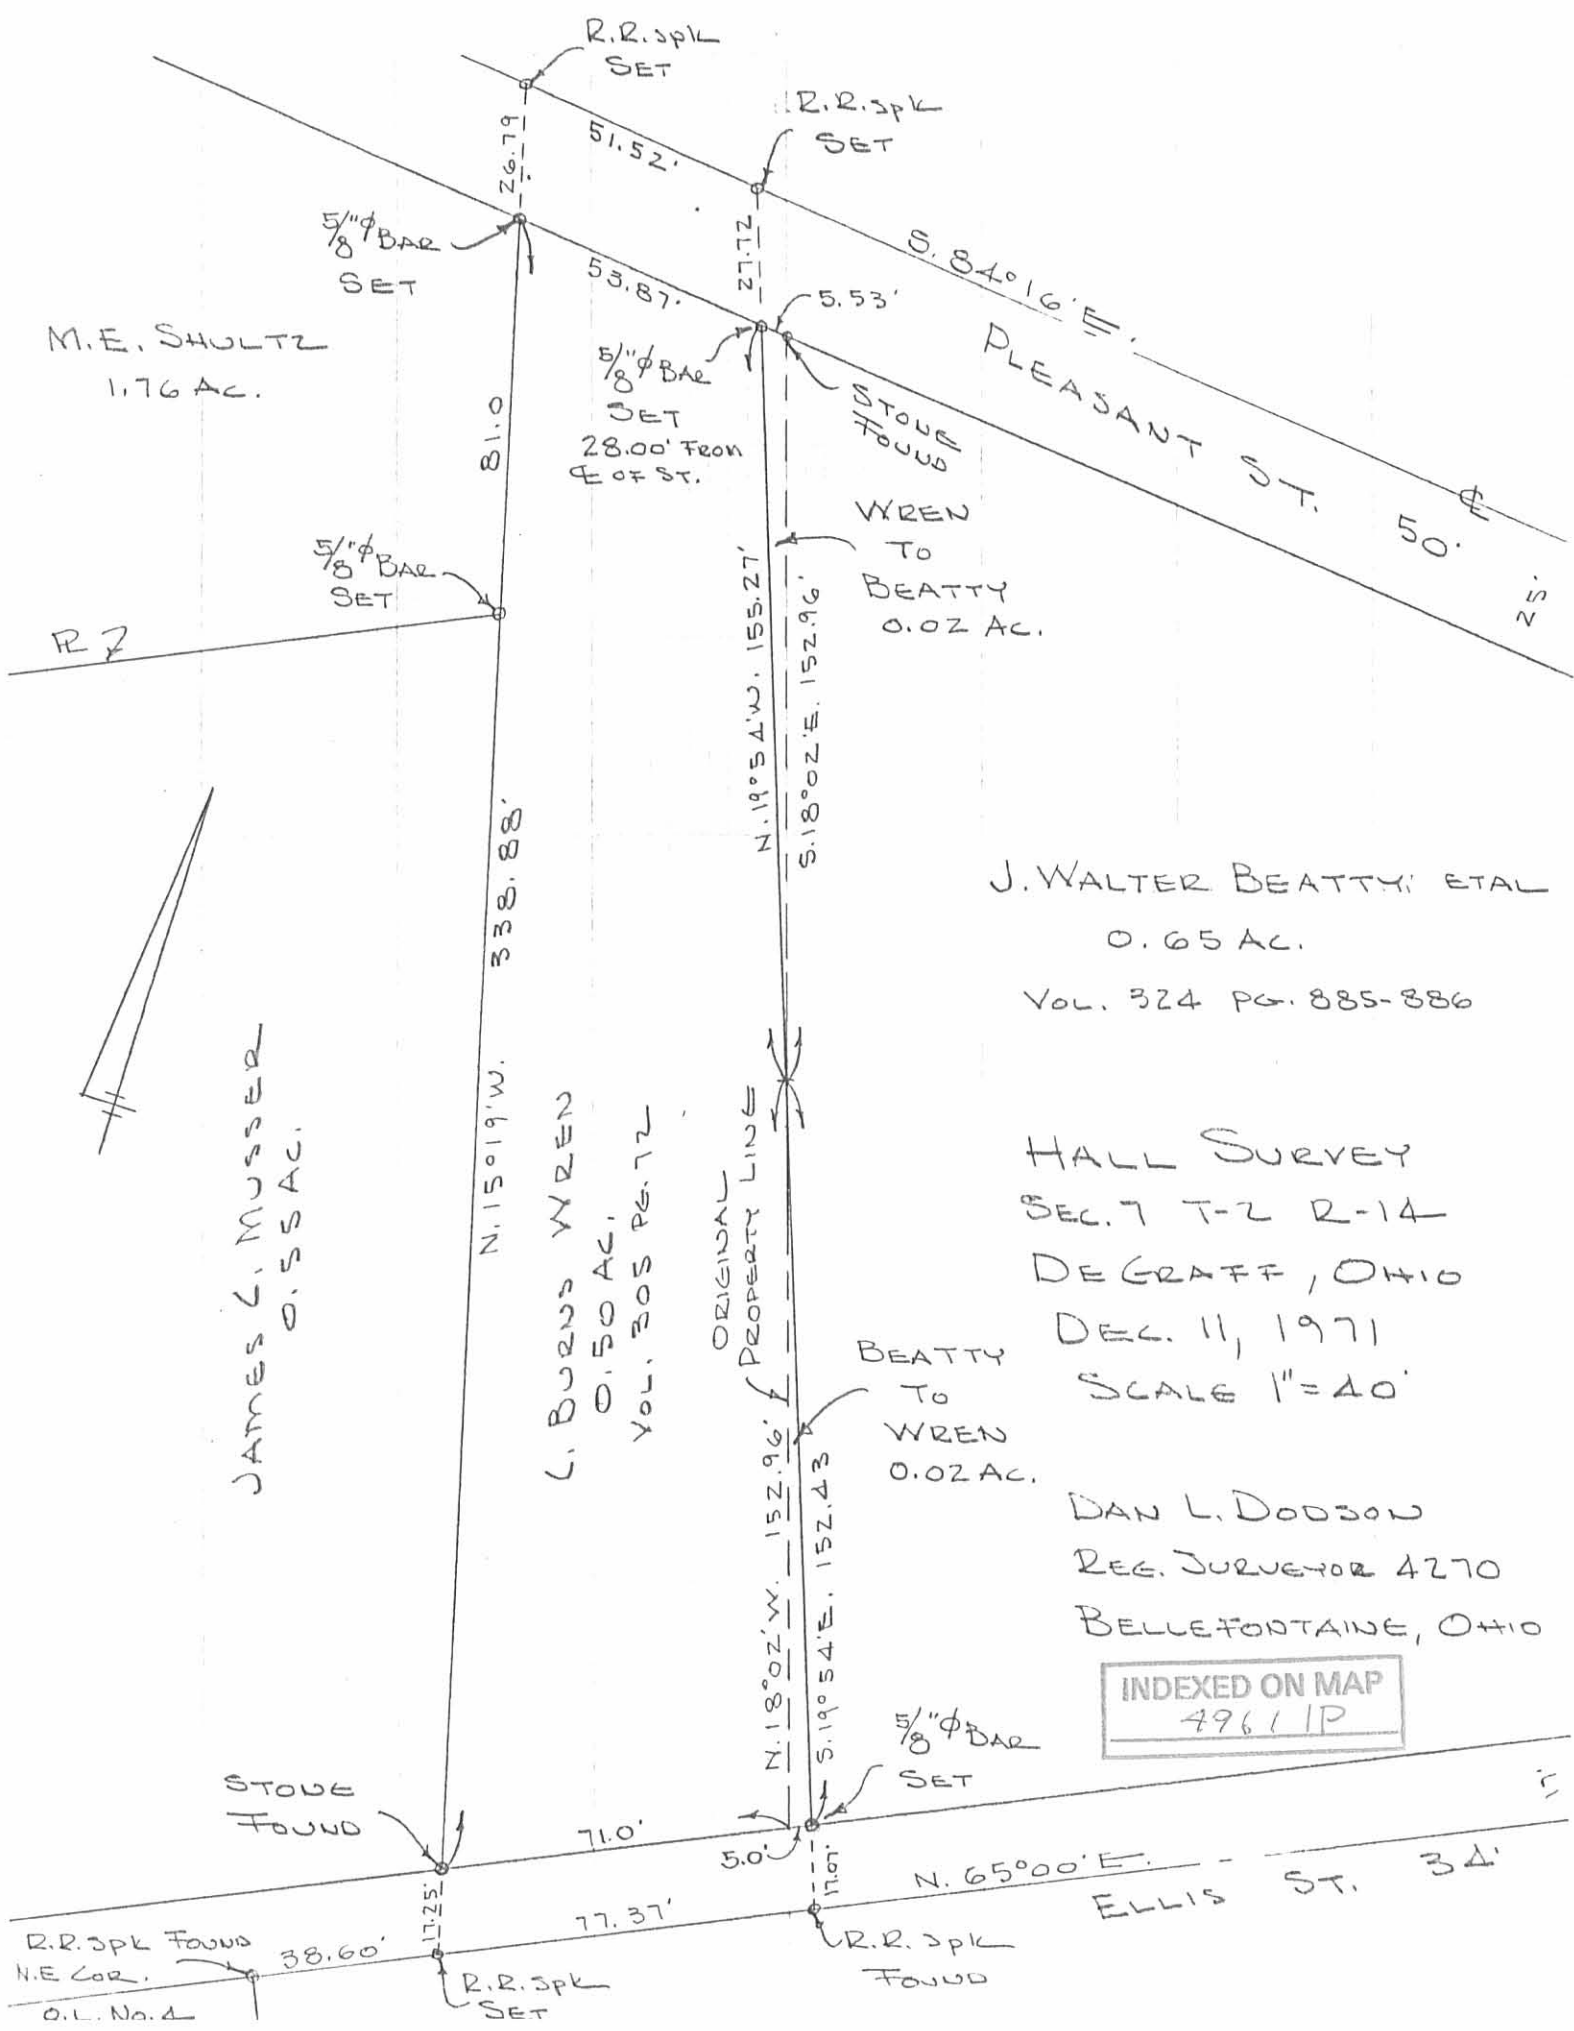 R.R. Spk
SET
R.R. Spk
SET
26.79
51.52'
27.72
5/8"ϕ BAR
SET
53.87'
5.53'
S. 84°16' E.
PLEASANT ST.
50'
25'
℄
M.E. SHULTZ
1.76 AC.
5/8"ϕ BAR
SET
28.00' FROM
℄ OF ST.
STONE
FOUND
81.0
WREN
TO
BEATTY
0.02 AC.
5/8"ϕ BAR
SET
N. 19°54' W. 155.27'
S. 18°02' E. 152.96'
N. 15°19' W. 338.88'
J. WALTER BEATTY, ETAL
0.65 AC.
VOL. 324 PG. 885-886
JAMES C. MUSSER
0.55 AC.
L. BURNS WREN
0.50 AC.
VOL. 305 PG. 72
ORIGINAL
PROPERTY LINE
HALL SURVEY
SEC. 7 T-2 R-14
DE GRAFF, OHIO
DEC. 11, 1971
SCALE 1"=40'
BEATTY
TO
WREN
0.02 AC.
N. 18°02' W. 152.96'
S. 19°54' E. 152.43
DAN L. DODSON
REG. SURVEYOR 4270
BELLEFONTAINE, OHIO
INDEXED ON MAP
4961 1P
5/8"ϕ BAR
SET
STONE
FOUND
71.0'
5.0'
17.25'
17.07'
77.37'
N. 65°00' E.
ELLIS ST. 34'
R.R. Spk FOUND
N.E COR.
38.60'
R.R. Spk
SET
R.R. Spk
FOUND
O.L. No. 4